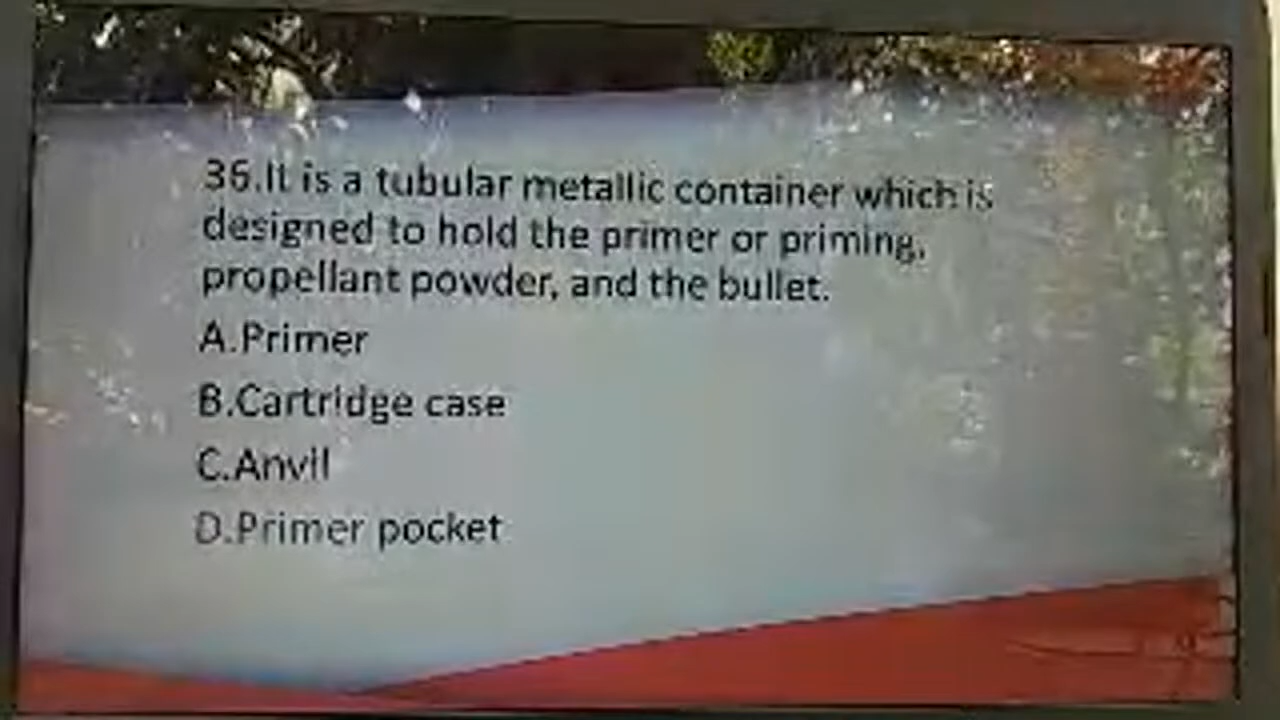 36.It is a tubular metallic container which is
designed to hold the primer or priming,
propellant powder, and the bullet.
A.Primer
B.Cartridge case
C.Anvil
D.Primer pocket